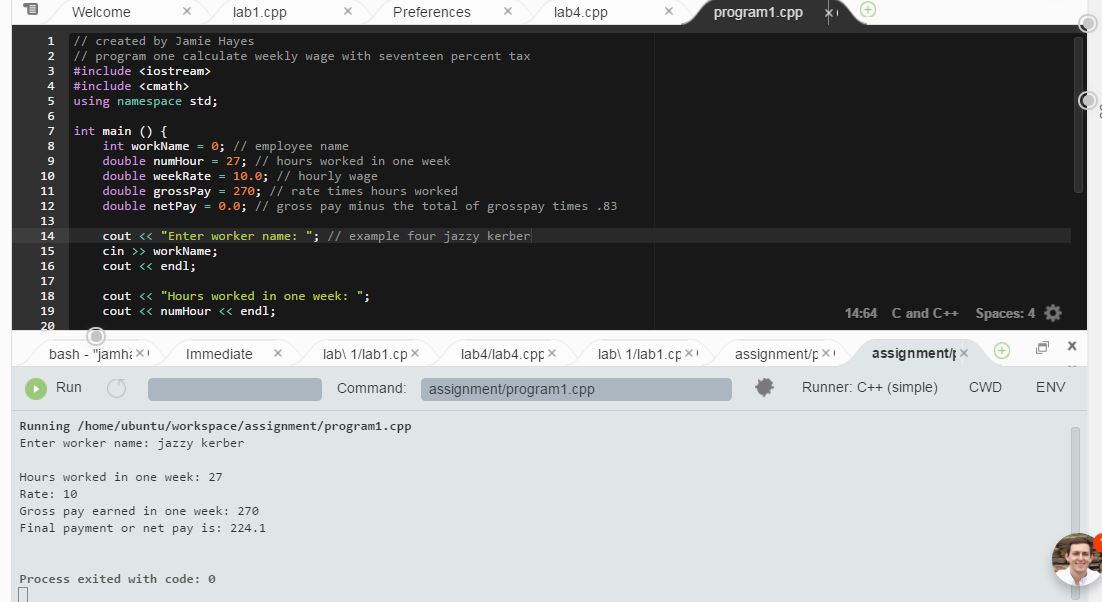 Welcome × lab1.cpp × Preferences × lab4.cpp × program1.cpp ×
1 // created by Jamie Hayes
2 // program one calculate weekly wage with seventeen percent tax
3 #include <iostream>
4 #include <cmath>
5 using namespace std;
6
7 int main () {
8 int workName = 0; // employee name
9 double numHour = 27; // hours worked in one week
10 double weekRate = 10.0; // hourly wage
11 double grossPay = 270; // rate times hours worked
12 double netPay = 0.0; // gross pay minus the total of grosspay times .83
13
14 cout << "Enter worker name: "; // example four jazzy kerber
15 cin >> workName;
16 cout << endl;
17
18 cout << "Hours worked in one week: ";
19 cout << numHour << endl;
20
14:64 C and C++ Spaces: 4
bash - "jamha × Immediate × lab\ 1/lab1.cp × lab4/lab4.cpp × lab\ 1/lab1.cp × assignment/p × assignment/p ×
Run Command: assignment/program1.cpp Runner: C++ (simple) CWD ENV
Running /home/ubuntu/workspace/assignment/program1.cpp
Enter worker name: jazzy kerber
Hours worked in one week: 27
Rate: 10
Gross pay earned in one week: 270
Final payment or net pay is: 224.1
Process exited with code: 0